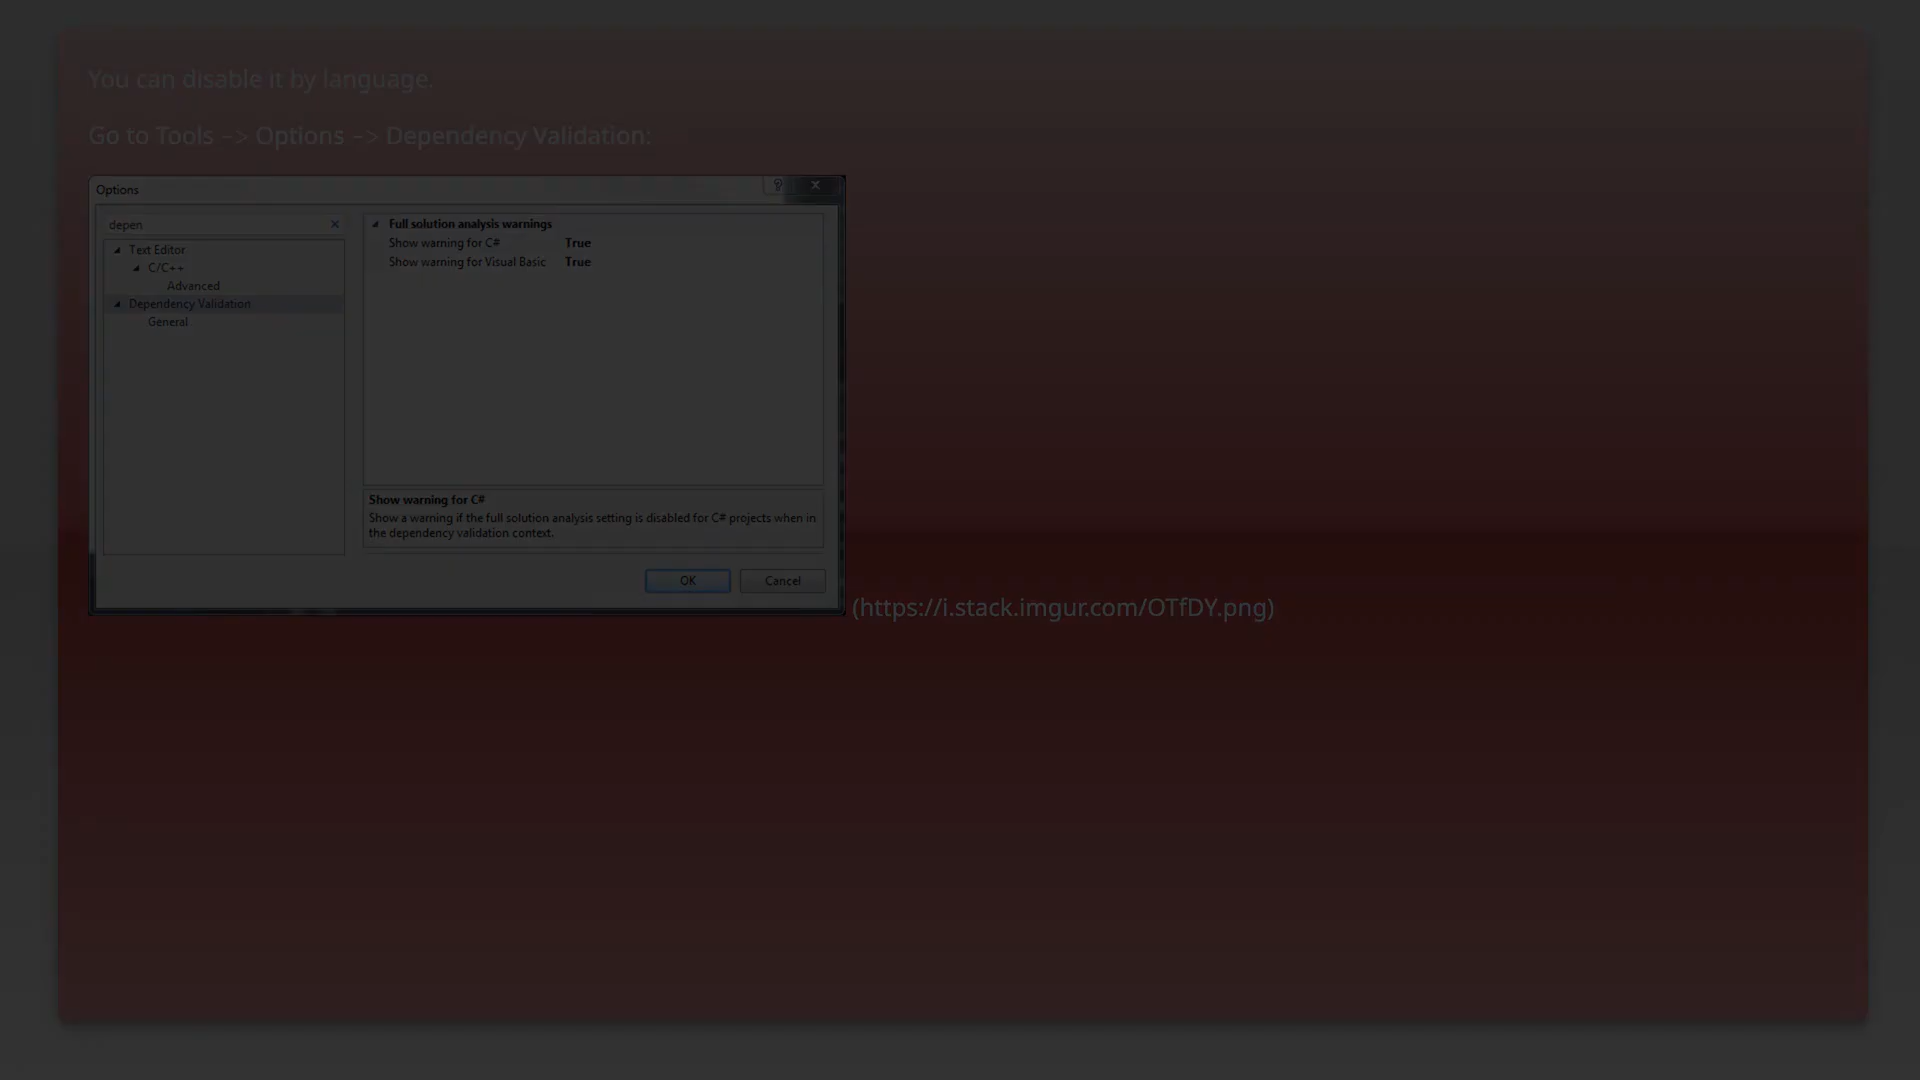 You can disable it by language.
Go to Tools –> Options –> Dependency Validation:
Options
?
depen
Text Editor
C/C++
Advanced
Dependency Validation
General
Full solution analysis warnings
Show warning for C# True
Show warning for Visual Basic True
Show warning for C#
Show a warning if the full solution analysis setting is disabled for C# projects when in
the dependency validation context.
OK Cancel
(https://i.stack.imgur.com/OTfDY.png)